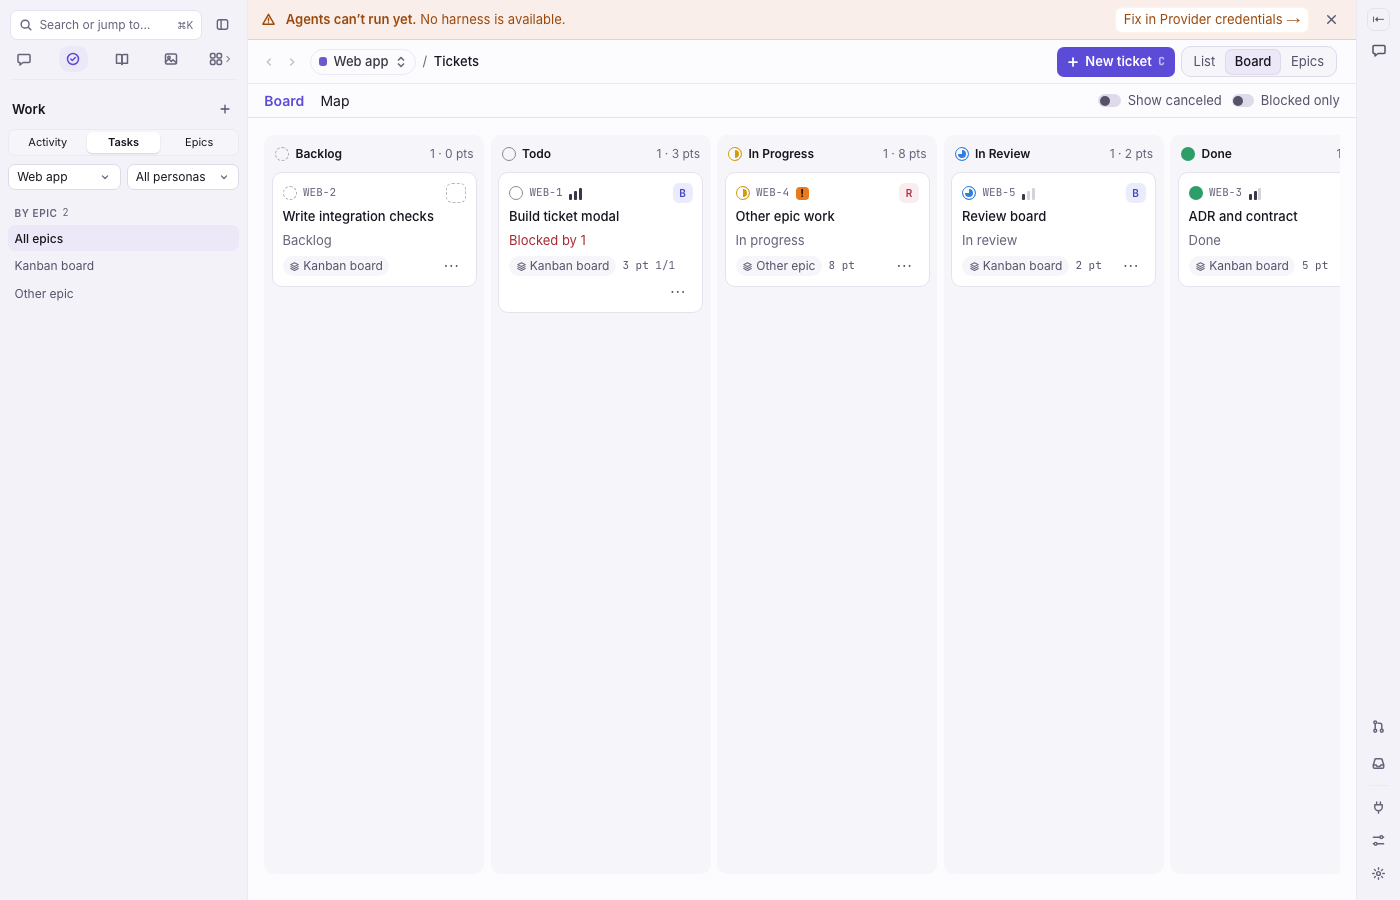 Search or jump to... ⌘K
Work
Activity Tasks Epics
Web app All personas
BY EPIC 2
All epics
Kanban board
Other epic
Agents can't run yet. No harness is available. Fix in Provider credentials →
Web app / Tickets
New ticket C List Board Epics
Board Map
Show canceled Blocked only
Backlog 1 · 0 pts
WEB-2
Write integration checks
Backlog
Kanban board ...
Todo 1 · 3 pts
WEB-1 B
Build ticket modal
Blocked by 1
Kanban board 3 pt 1/1
...
In Progress 1 · 8 pts
WEB-4 ! R
Other epic work
In progress
Other epic 8 pt ...
In Review 1 · 2 pts
WEB-5 B
Review board
In review
Kanban board 2 pt ...
Done 1
WEB-3
ADR and contract
Done
Kanban board 5 pt